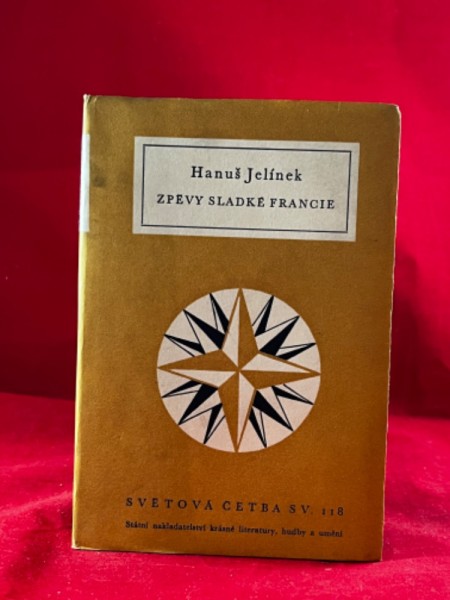 Hanuš Jelínek
ZPĚVY SLADKÉ FRANCIE
SVĚTOVÁ ČETBA SV. 118
Státní nakladatelství krásné literatury, hudby a umění